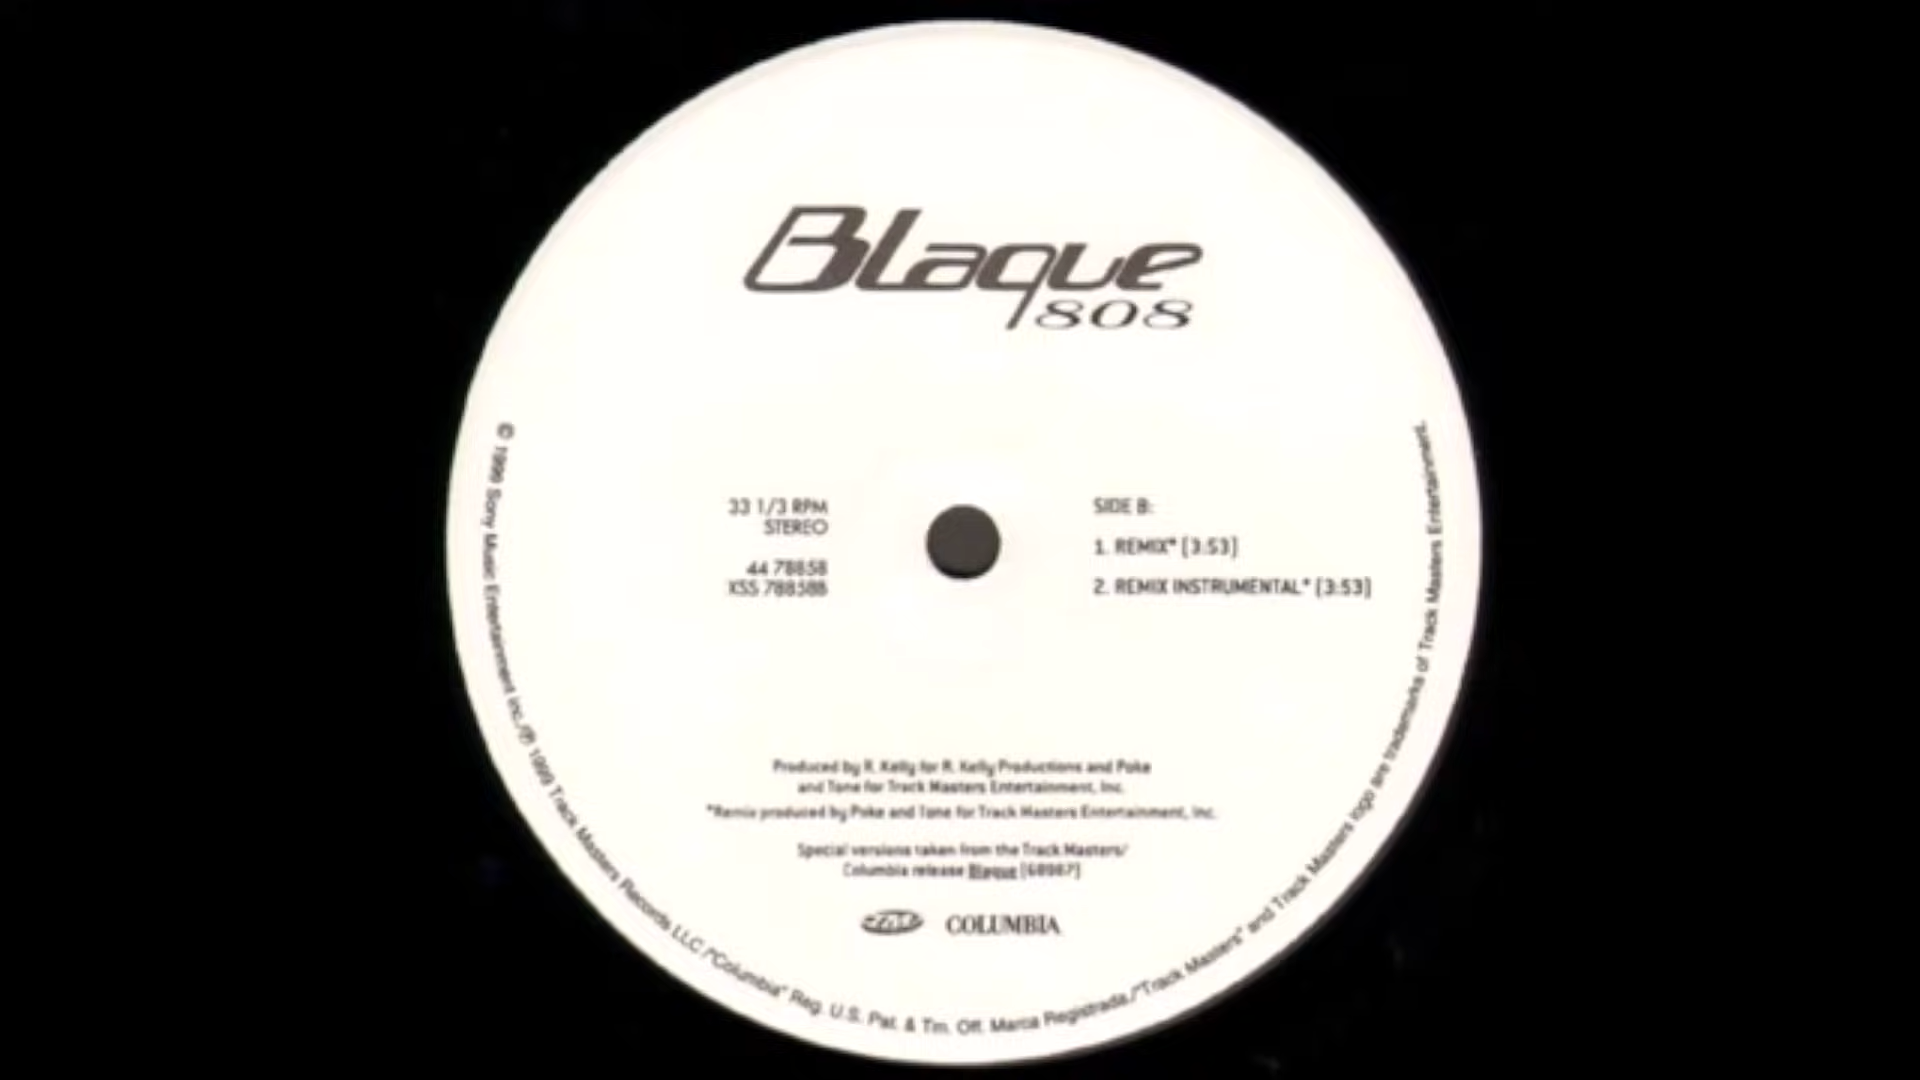 Blaque
808
33 1/3 RPM
STEREO
44 78858
XSS 78858B
SIDE B:
1. REMIX* [3:53]
2. REMIX INSTRUMENTAL* [3:53]
Produced by R. Kelly for R. Kelly Productions and Poke
and Tone for Track Masters Entertainment, Inc.
*Remix produced by Poke and Tone for Track Masters Entertainment, Inc.
Special versions taken from the Track Masters/
Columbia release Blaque [68987]
COLUMBIA
© 1999 Sony Music Entertainment Inc./℗ 1999 Track Masters Records LLC /"Columbia" Reg. U.S. Pat. & Tm. Off. Marca Registrada./"Track Masters" and Track Masters logo are trademarks of Track Masters Entertainment.